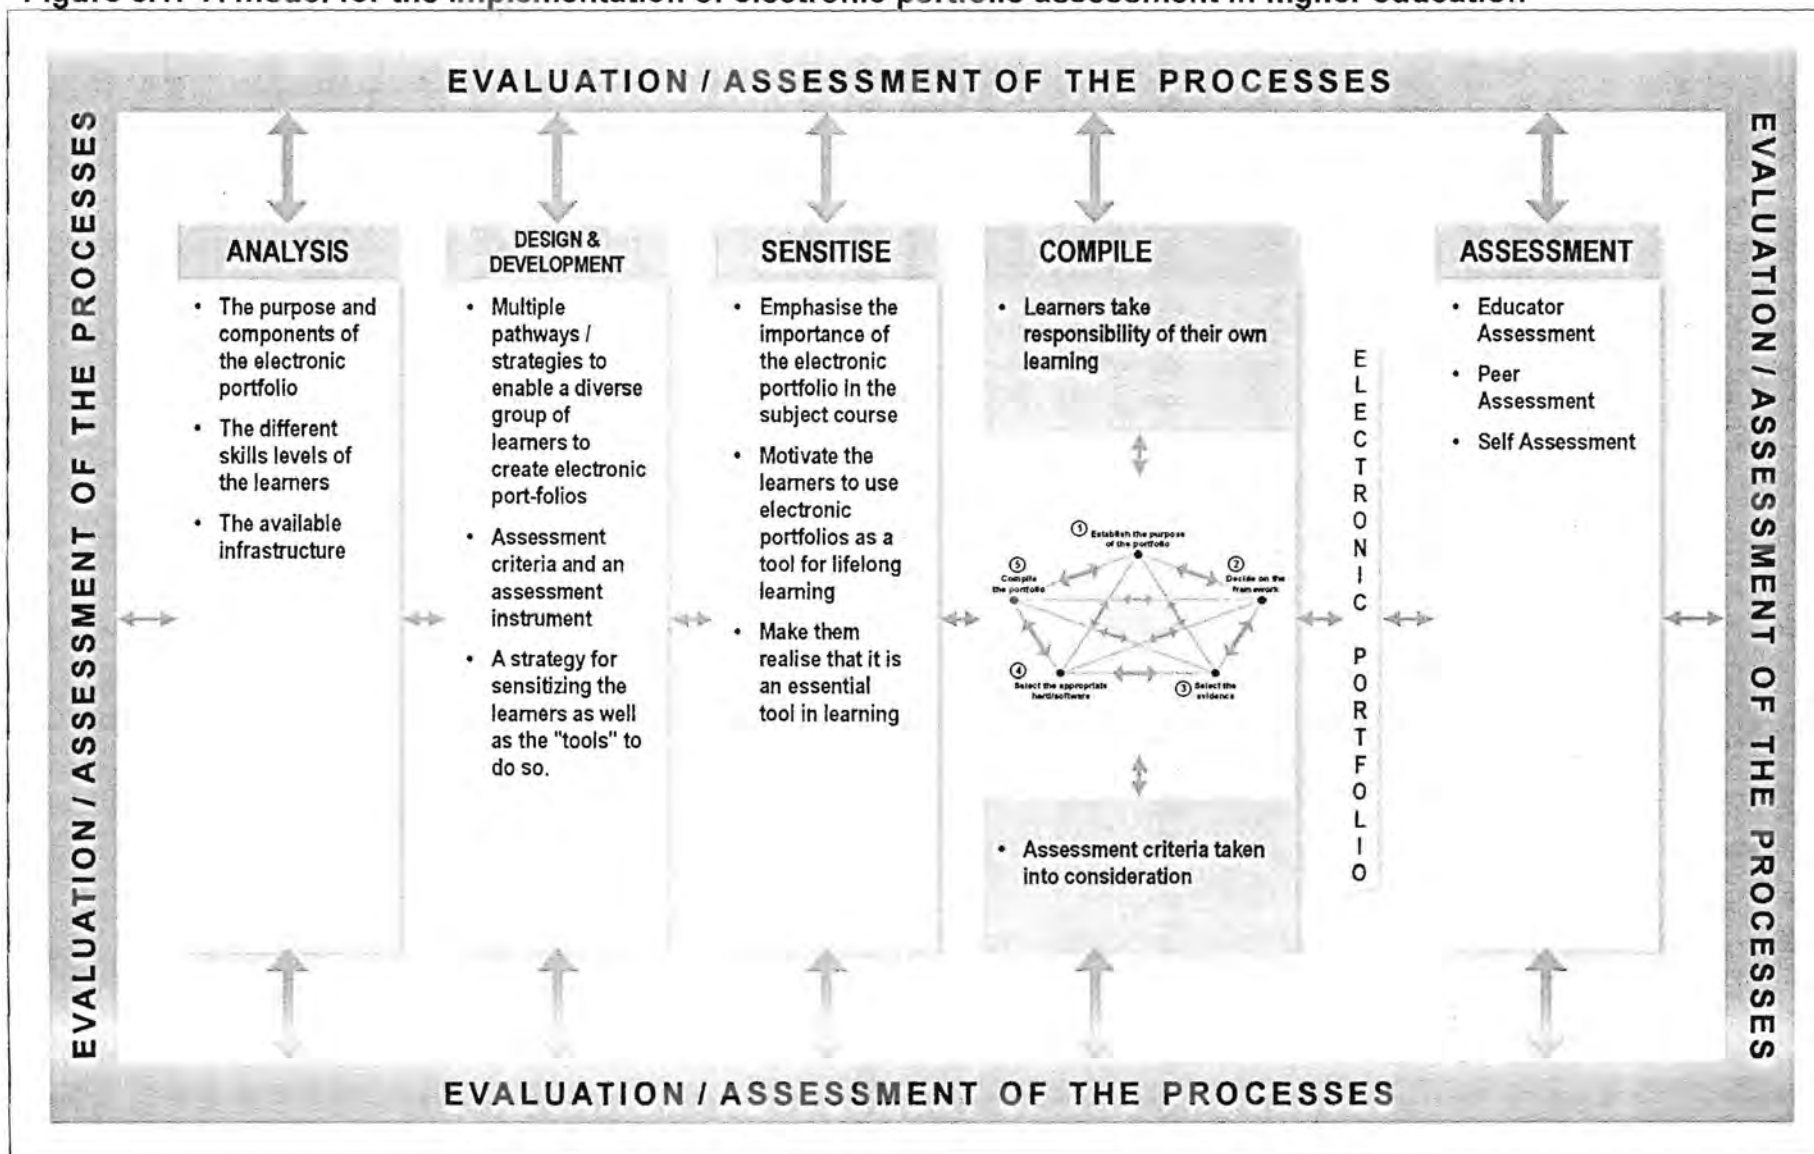 EVALUATION / ASSESSMENT OF THE PROCESSES
EVALUATION / ASSESSMENT OF THE PROCESSES
ANALYSIS
• The purpose and
components of
the electronic
portfolio
• The different
skills levels of
the learners
• The available
infrastructure
DESIGN &
DEVELOPMENT
• Multiple
pathways /
strategies to
enable a diverse
group of
learners to
create electronic
port-folios
• Assessment
criteria and an
assessment
instrument
• A strategy for
sensitizing the
learners as well
as the "tools" to
do so.
SENSITISE
• Emphasise the
importance of
the electronic
portfolio in the
subject course
• Motivate the
learners to use
electronic
portfolios as a
tool for lifelong
learning
• Make them
realise that it is
an essential
tool in learning
COMPILE
• Learners take
responsibility of their own
learning
① Establish the purpose
of the portfolio
② Decide on the
framework
③ Select the
evidence
④ Select the appropriate
hard/software
⑤ Compile
the portfolio
• Assessment criteria taken
into consideration
ELECTRONIC PORTFOLIO
ASSESSMENT
• Educator
Assessment
• Peer
Assessment
• Self Assessment
EVALUATION / ASSESSMENT OF THE PROCESSES
EVALUATION / ASSESSMENT OF THE PROCESSES